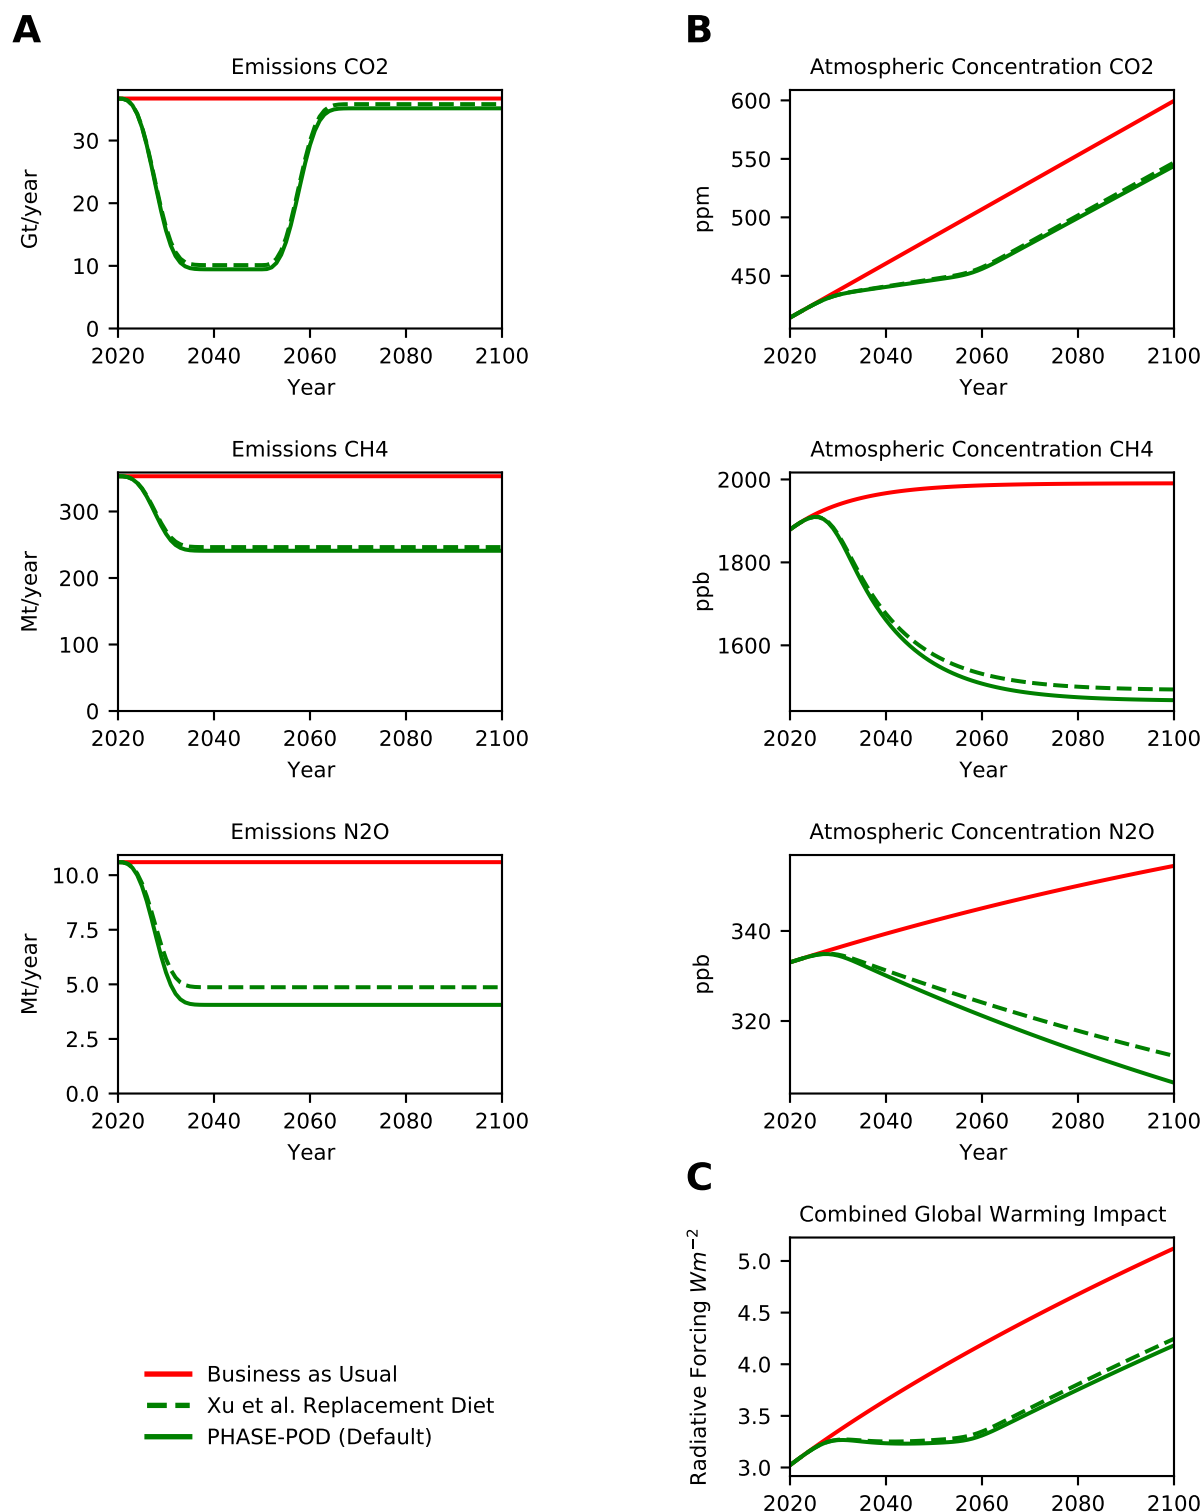 A
Emissions CO2
Gt/year
30
20
10
0
2020 2040 2060 2080 2100
Year
Emissions CH4
Mt/year
300
200
100
0
2020 2040 2060 2080 2100
Year
Emissions N2O
Mt/year
10.0
7.5
5.0
2.5
0.0
2020 2040 2060 2080 2100
Year
B
Atmospheric Concentration CO2
ppm
600
550
500
450
2020 2040 2060 2080 2100
Year
Atmospheric Concentration CH4
ppb
2000
1800
1600
2020 2040 2060 2080 2100
Year
Atmospheric Concentration N2O
ppb
340
320
2020 2040 2060 2080 2100
Year
C
Combined Global Warming Impact
Radiative Forcing Wm⁻²
5.0
4.5
4.0
3.5
3.0
2020 2040 2060 2080 2100
Business as Usual
Xu et al. Replacement Diet
PHASE-POD (Default)